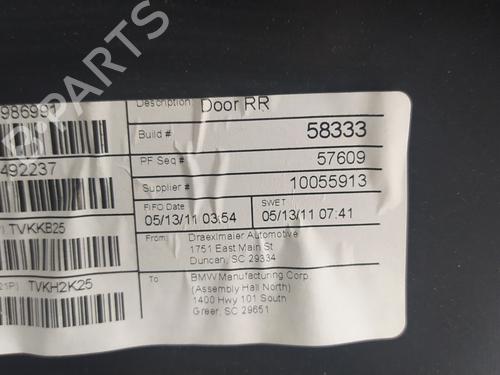 986991
492237
TVKKB25
21P) TVKH2K25
Description: Door RR
Build # 58333
PF Seq # 57609
Supplier # 10055913
FIFO Date
05/13/11 03:54
SWET
05/13/11 07:41
From:
Draexlmaier Automotive
1751 East Main St
Duncan, SC 29334
To
BMW Manufacturing Corp.
(Assembly Hall North)
1400 Hwy 101 South
Greer, SC 29651